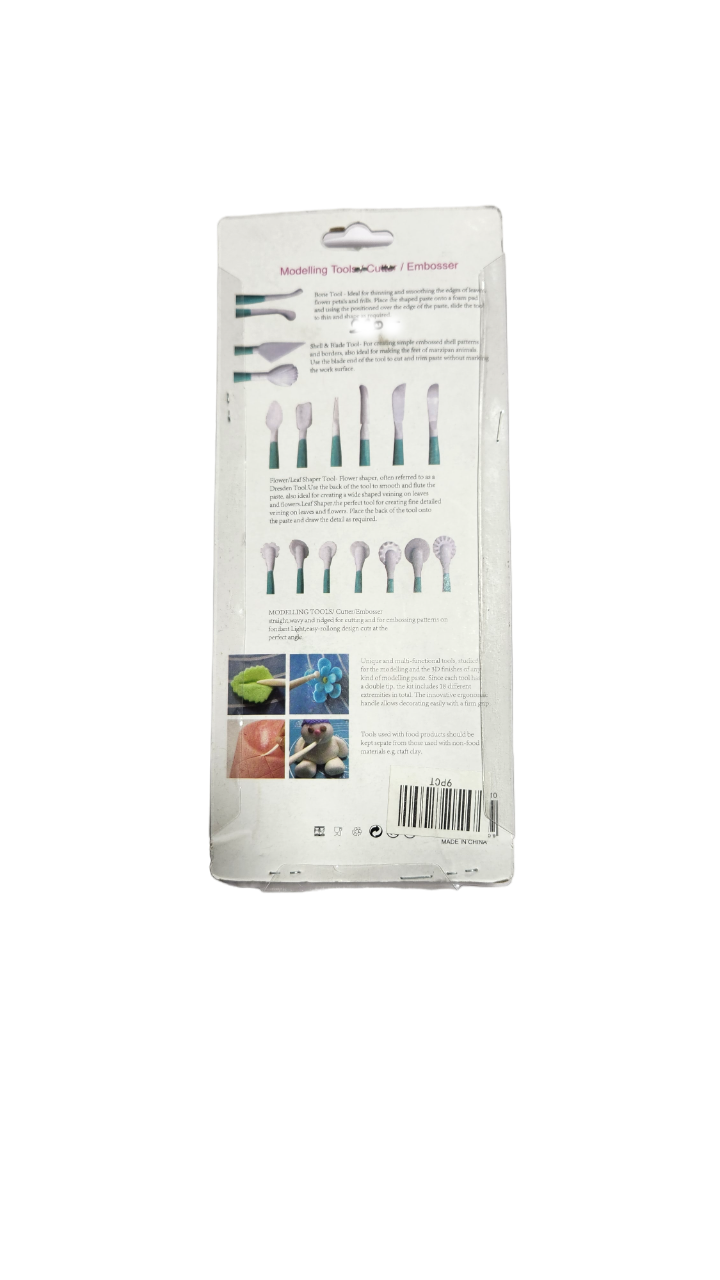 Modelling Tools / Cutter / Embosser
Bone Tool - Ideal for thinning and smoothing the edges of leaves,
flower petals and frills. Place the shaped paste onto a foam pad
and using the positioned over the edge of the paste, slide the tool
to thin and shape as required.
Shell & Blade Tool- For creating simple embossed shell patterns
and borders, also ideal for making the feet of marzipan animals.
Use the blade end of the tool to cut and trim paste without marking
the work surface.
Flower/Leaf Shaper Tool- Flower shaper, often referred to as a
Dresden Tool.Use the back of the tool to smooth and flute the
paste, also ideal for creating a wide shaped veining on leaves
and flowers.Leaf Shaper,the perfect tool for creating fine detailed
veining on leaves and flowers. Place the back of the tool onto
the paste and draw the detail as required.
MODELLING TOOLS/ Cutter/Embosser
straight,wavy and ridged for cutting and for embossing patterns on
fondant Light,easy-roll ong design cuts at the
perfect angle.
Unique and multi-functional tools,
for the modelling and the 3D finishes of any
kind of modelling paste. Since each tool has
a double tip, the kit includes 18 different
extremities in total. The innovative ergonomic
handle allows decorating easily with a firm grip.
Tools used with food products should be
kept sepate from those used with non-food
materials e.g. craft clay.
9PCT
MADE IN CHINA